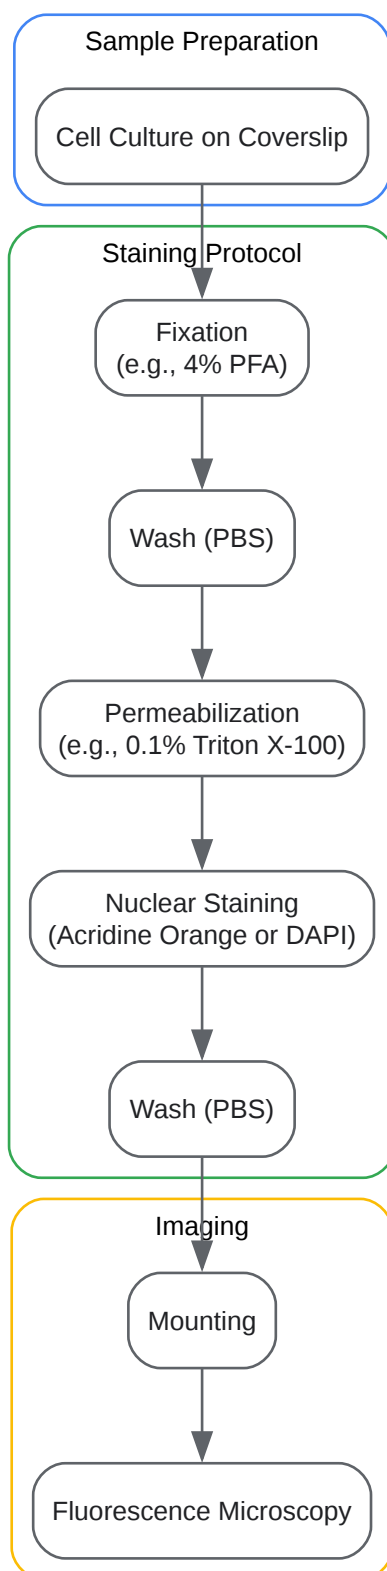 Sample Preparation
Cell Culture on Coverslip
Staining Protocol
Fixation
(e.g., 4% PFA)
Wash (PBS)
Permeabilization
(e.g., 0.1% Triton X-100)
Nuclear Staining
(Acridine Orange or DAPI)
Wash (PBS)
Imaging
Mounting
Fluorescence Microscopy